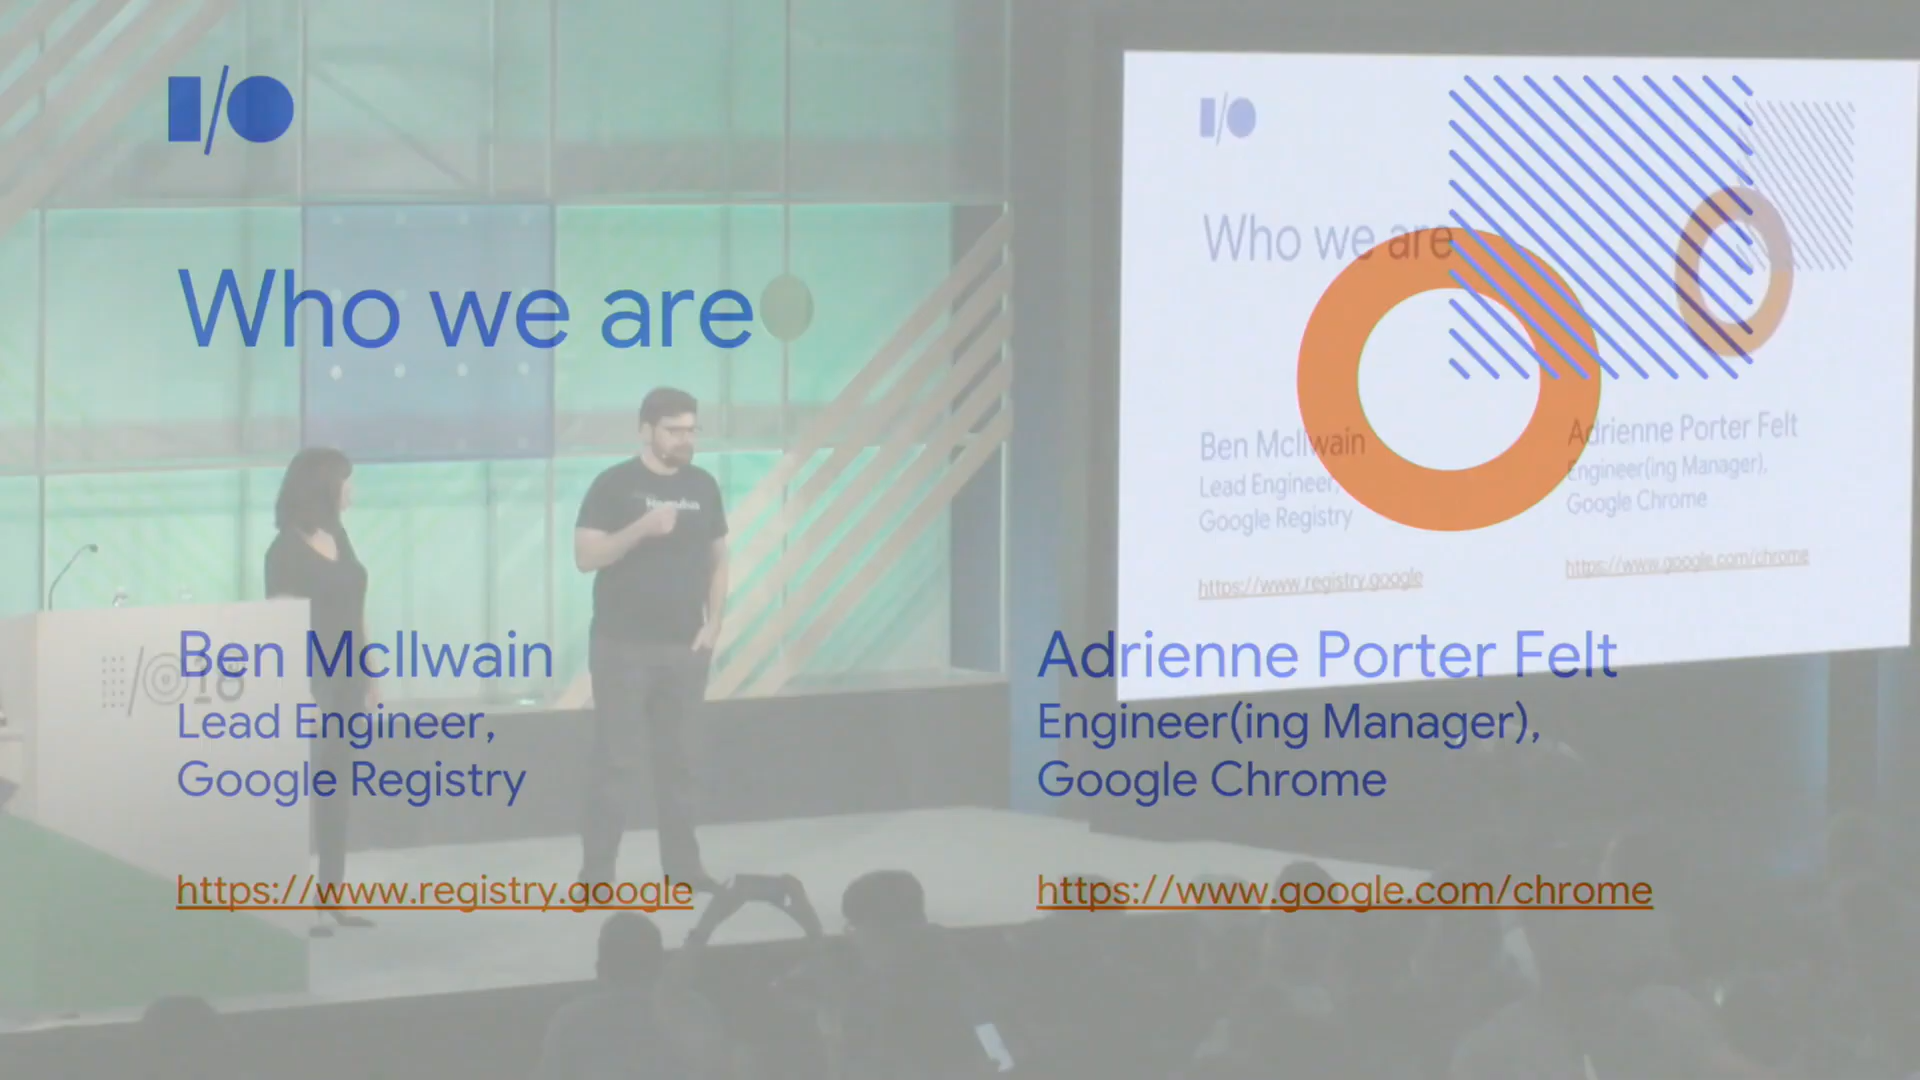 I/O
Who we are
Ben McIlwain
Lead Engineer,
Google Registry
https://www.registry.google
Adrienne Porter Felt
Engineer(ing Manager),
Google Chrome
https://www.google.com/chrome
I/O
Who we are
Ben McIlwain
Lead Engineer,
Google Registry
https://www.registry.google
Adrienne Porter Felt
Engineer(ing Manager),
Google Chrome
https://www.google.com/chrome
I/O18